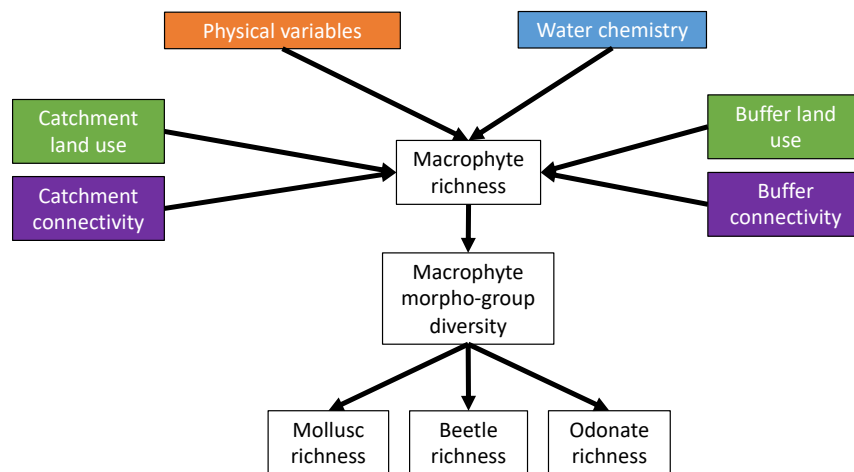 Physical variables
Water chemistry
Catchment
land use
Buffer land
use
Macrophyte
richness
Catchment
connectivity
Buffer
connectivity
Macrophyte
morpho-group
diversity
Mollusc
richness
Beetle
richness
Odonate
richness